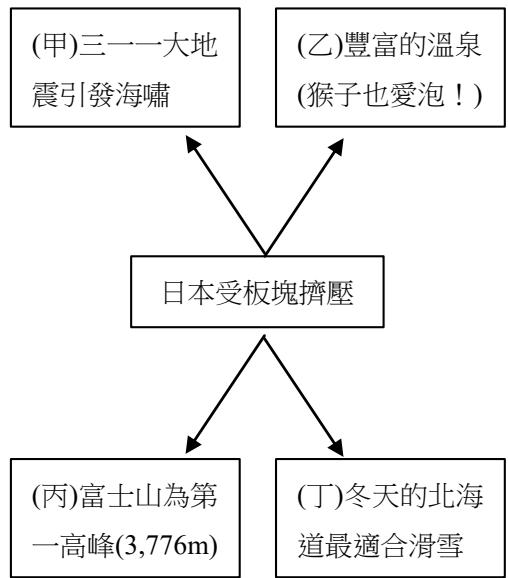 (甲)三一一大地
震引發海嘯
(乙)豐富的溫泉
(猴子也愛泡！)
日本受板塊擠壓
(丙)富士山為第
一高峰(3,776m)
(丁)冬天的北海
道最適合滑雪